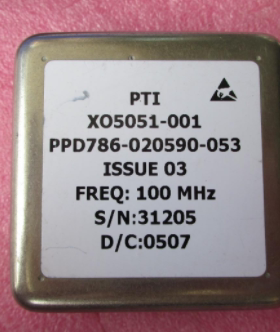 PTI
XO5051-001
PPD786-020590-053
ISSUE 03
FREQ: 100 MHz
S/N:31205
D/C:0507